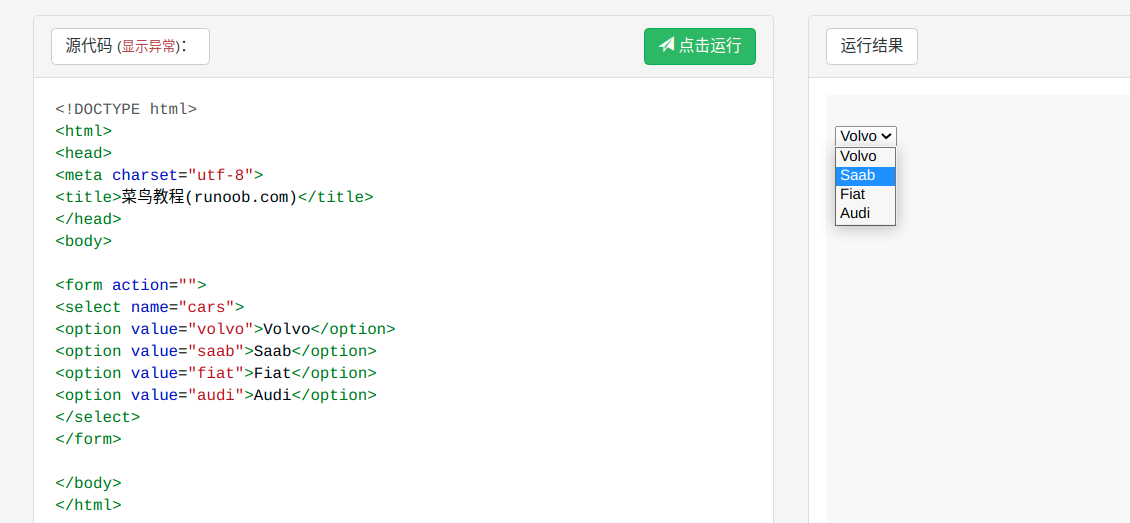 源代码 (显示异常)：
点击运行
<!DOCTYPE html>
<html>
<head>
<meta charset="utf-8">
<title>菜鸟教程(runoob.com)</title>
</head>
<body>
<form action="">
<select name="cars">
<option value="volvo">Volvo</option>
<option value="saab">Saab</option>
<option value="fiat">Fiat</option>
<option value="audi">Audi</option>
</select>
</form>
</body>
</html>
运行结果
Volvo
Volvo
Saab
Fiat
Audi